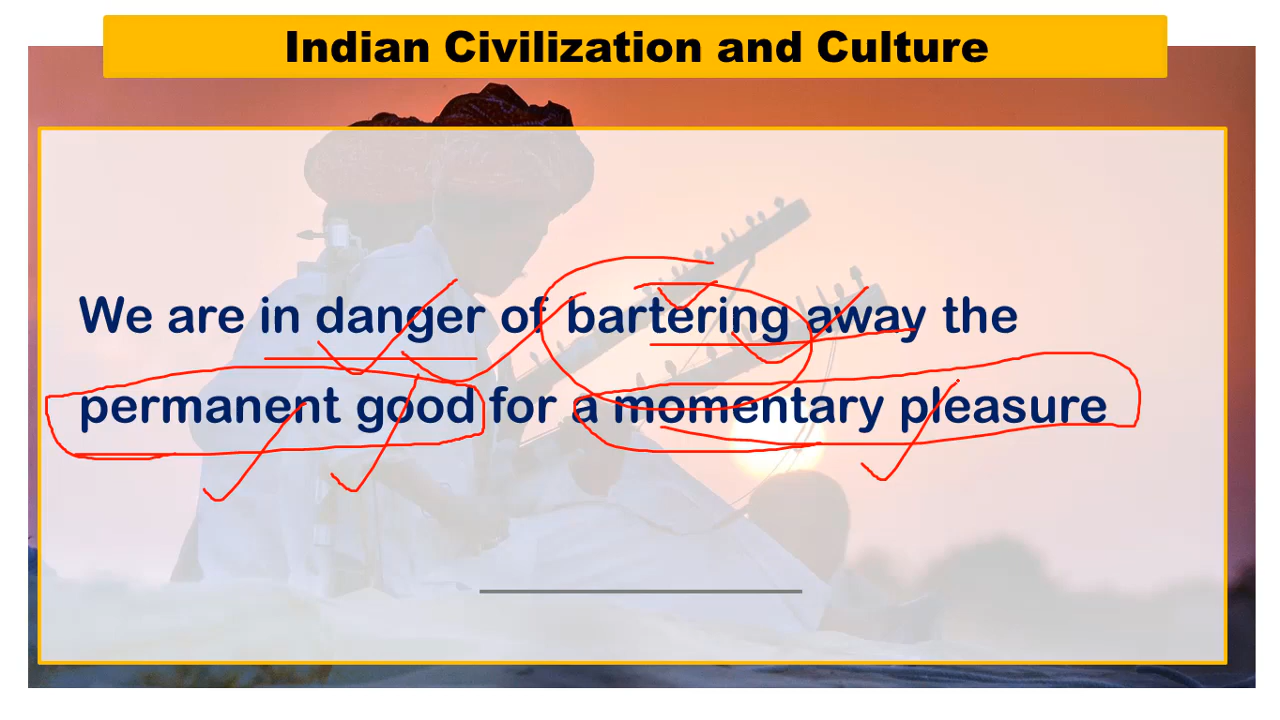 Indian Civilization and Culture
We are in danger of bartering away the
permanent good for a momentary pleasure